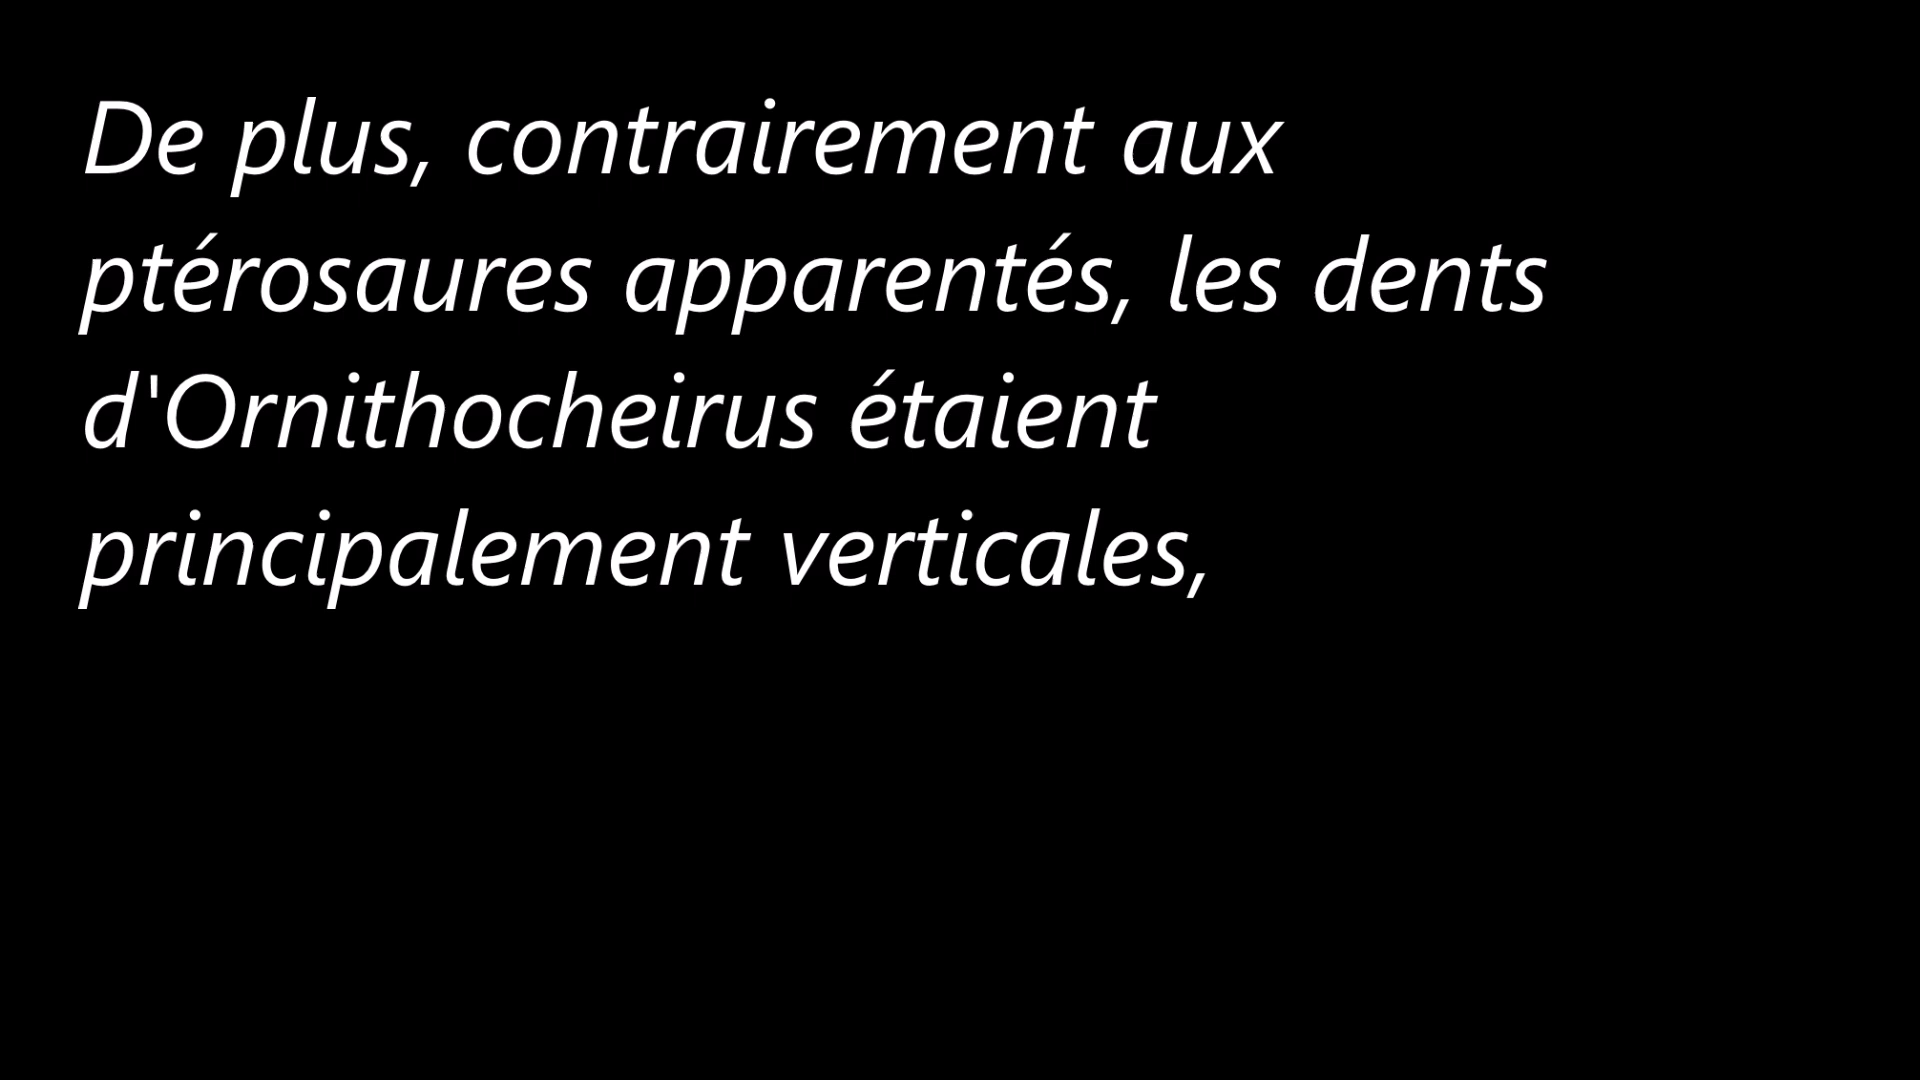 De plus, contrairement aux
ptérosaures apparentés, les dents
d'Ornithocheirus étaient
principalement verticales,